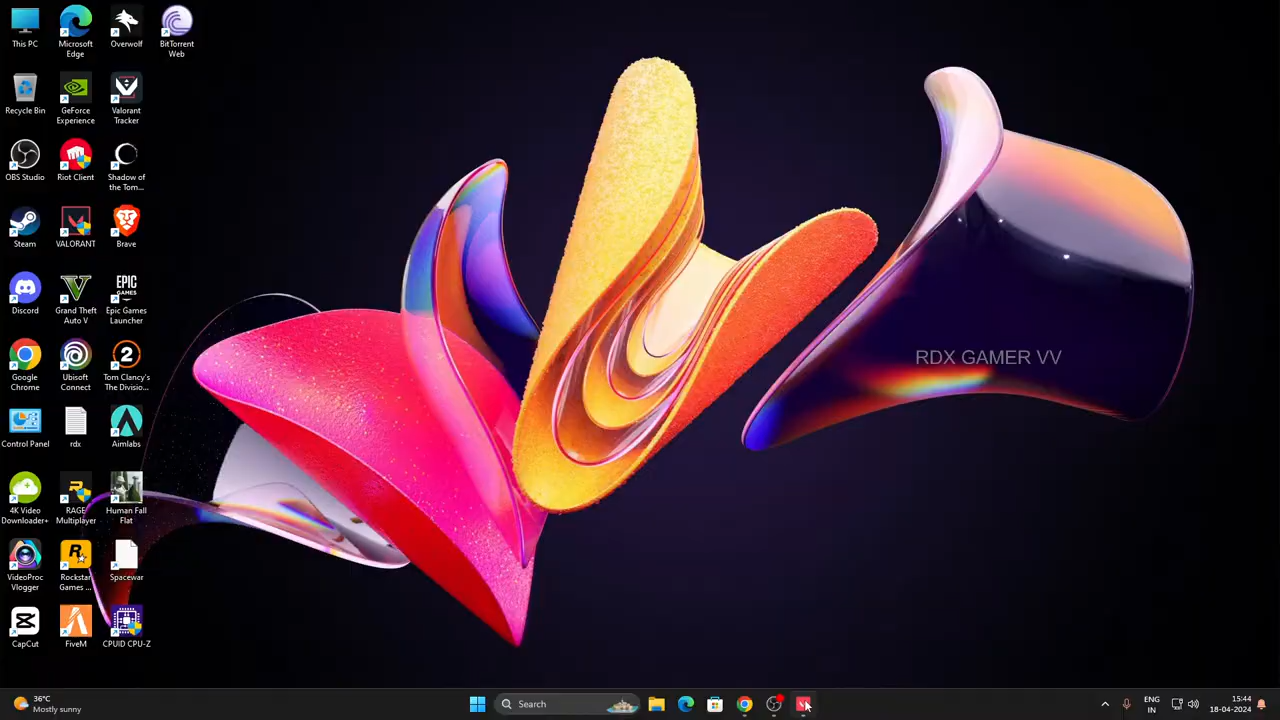 This PC
Microsoft
Edge
Overwolf
BitTorrent
Web
Recycle Bin
GeForce
Experience
Valorant
Tracker
OBS Studio
Riot Client
Shadow of
the Tom...
Steam
VALORANT
Brave
Discord
Grand Theft
Auto V
EPIC
GAMES
Epic Games
Launcher
Google
Chrome
Ubisoft
Connect
2
Tom Clancy's
The Divisio...
Control Panel
rdx
Aimlabs
4K Video
Downloader+
RAGE
Multiplayer
Human Fall
Flat
VideoProc
Vlogger
Rockstar
Games ...
Spacewar
CapCut
FiveM
CPUID CPU-Z
RDX GAMER VV
36°C
Mostly sunny
Search
ENG
IN
15:44
18-04-2024